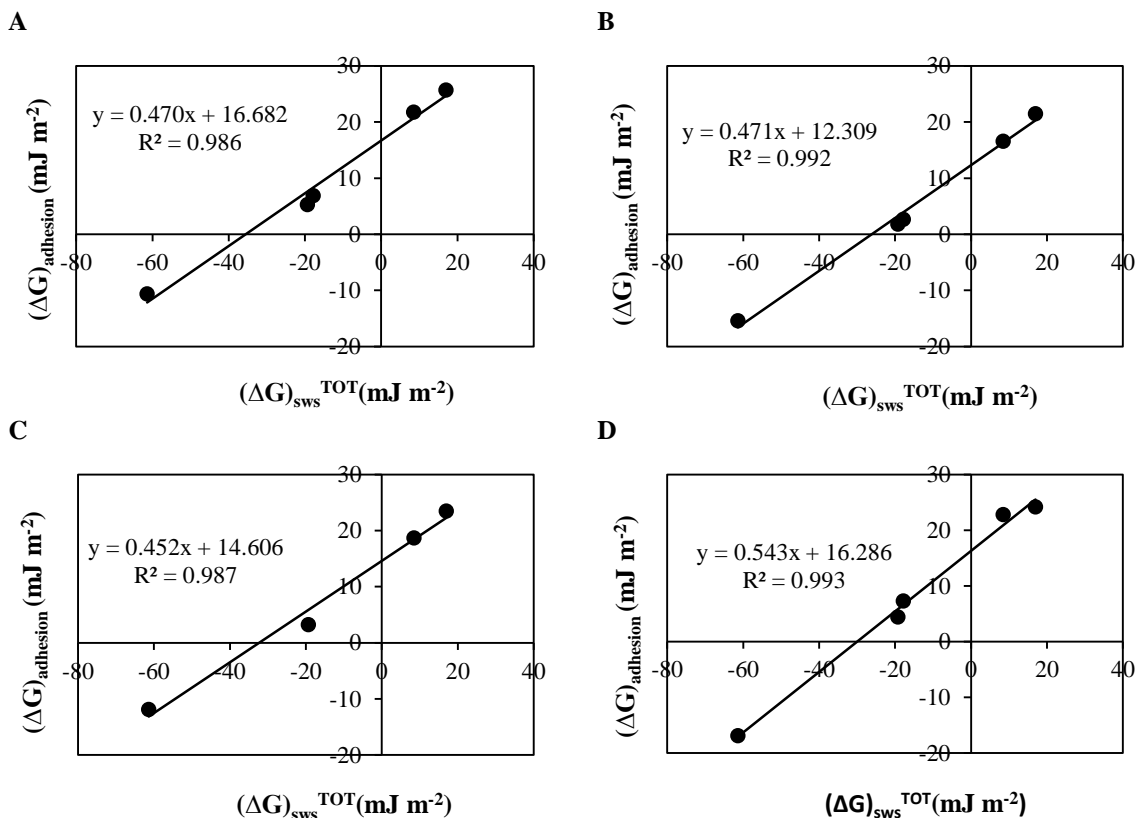 A
(ΔG)adhesion (mJ m-2)
30
20
10
0
-10
-20
-80 -60 -40 -20 0 20 40
y = 0.470x + 16.682
R² = 0.986
(ΔG)swsTOT(mJ m-2)
B
(ΔG)adhesion (mJ m-2)
30
20
10
0
-10
-20
-80 -60 -40 -20 0 20 40
y = 0.471x + 12.309
R² = 0.992
(ΔG)swsTOT(mJ m-2)
C
(ΔG)adhesion (mJ m-2)
30
20
10
0
-10
-20
-80 -60 -40 -20 0 20 40
y = 0.452x + 14.606
R² = 0.987
(ΔG)swsTOT(mJ m-2)
D
(ΔG)adhesion (mJ m-2)
30
20
10
0
-10
-20
-80 -60 -40 -20 0 20 40
y = 0.543x + 16.286
R² = 0.993
(ΔG)swsTOT(mJ m-2)